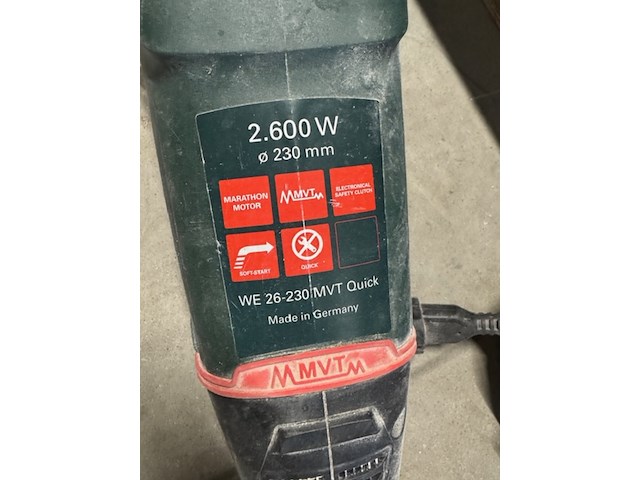 2.600 W
ø 230 mm
MARATHON
MOTOR
MVT
ELECTRONICAL
SAFETY CLUTCH
SOFT-START
QUICK
WE 26-230 MVT Quick
Made in Germany
MVT